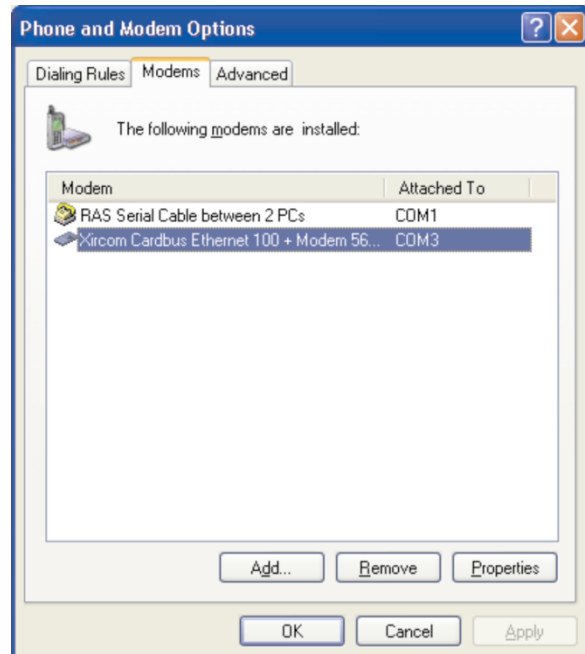 Phone and Modem Options
Dialing Rules Modems Advanced
The following modems are installed:
Modem Attached To
RAS Serial Cable between 2 PCs COM1
Xircom Cardbus Ethernet 100 + Modem 56... COM3
Add... Remove Properties
OK Cancel Apply